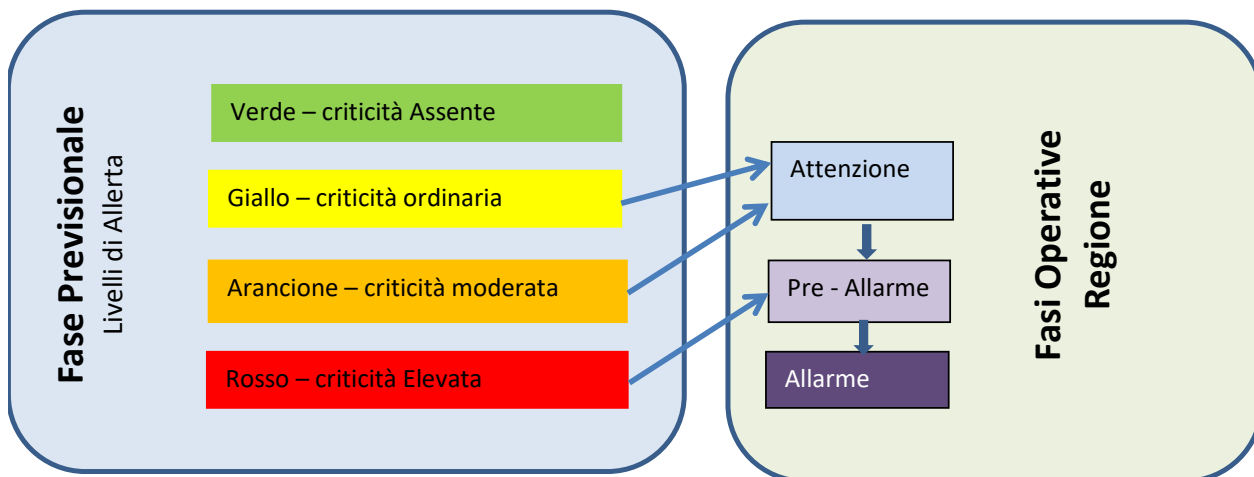 Fase Previsionale
Livelli di Allerta
Verde – criticità Assente
Giallo – criticità ordinaria
Arancione – criticità moderata
Rosso – criticità Elevata
Attenzione
Pre - Allarme
Allarme
Fasi Operative
Regione